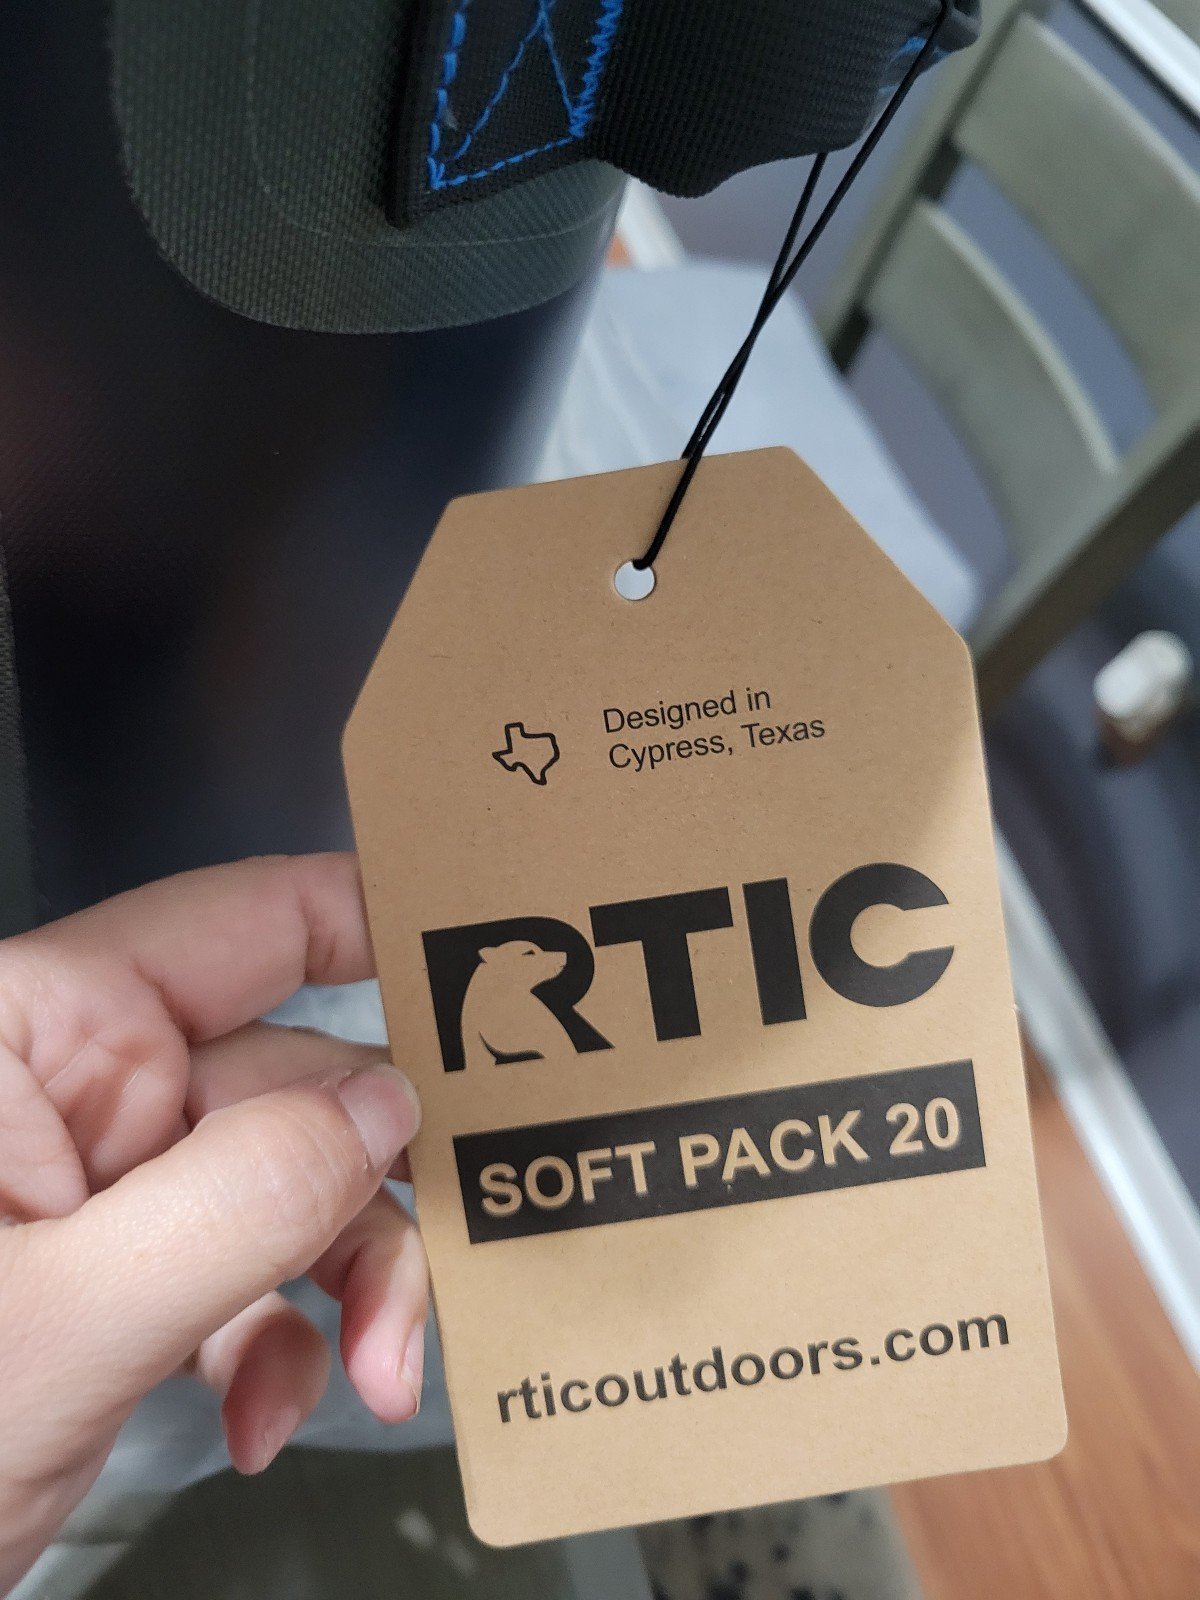 Designed in
Cypress, Texas
RTIC
SOFT PACK 20
rticoutdoors.com